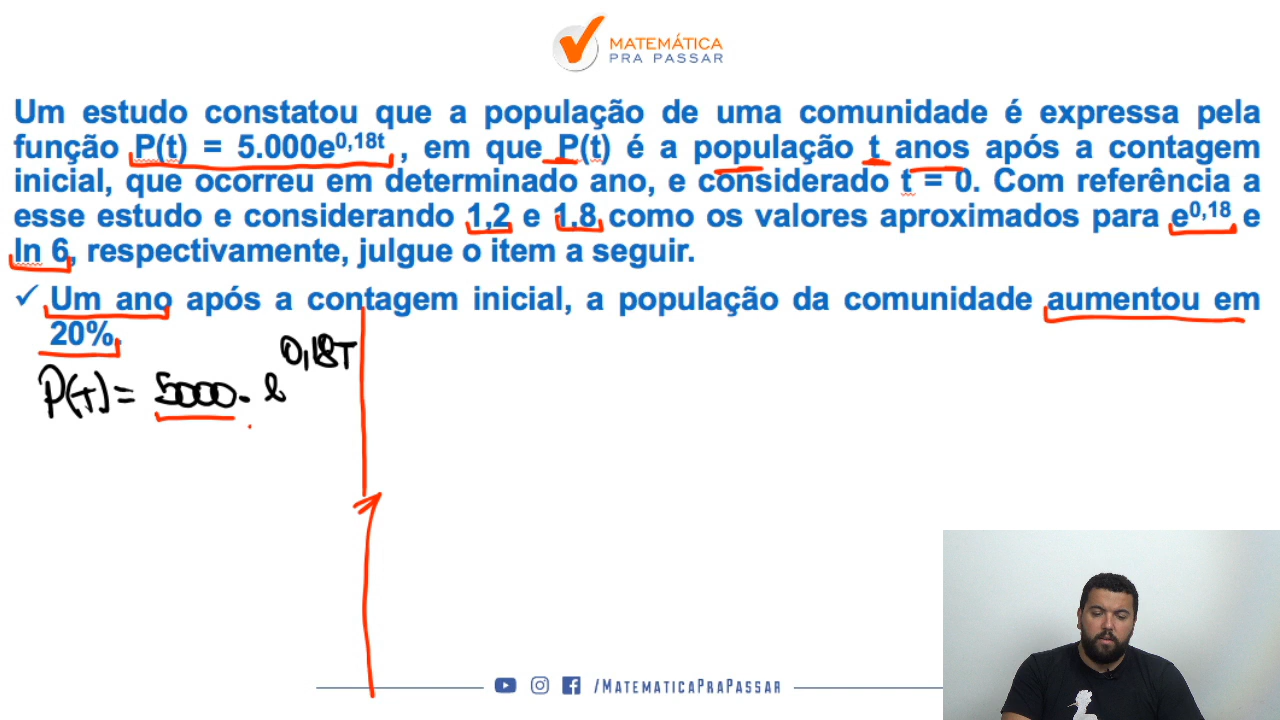 MATEMÁTICA
PRA PASSAR
Um estudo constatou que a população de uma comunidade é expressa pela
função P(t) = 5.000e^0,18t , em que P(t) é a população t anos após a contagem
inicial, que ocorreu em determinado ano, e considerado t = 0. Com referência a
esse estudo e considerando 1,2 e 1,8 como os valores aproximados para e^0,18 e
ln 6, respectivamente, julgue o item a seguir.
✓ Um ano após a contagem inicial, a população da comunidade aumentou em
20%.
P(T) = 5000. e^0,18T
/MATEMATICAPRAPASSAR